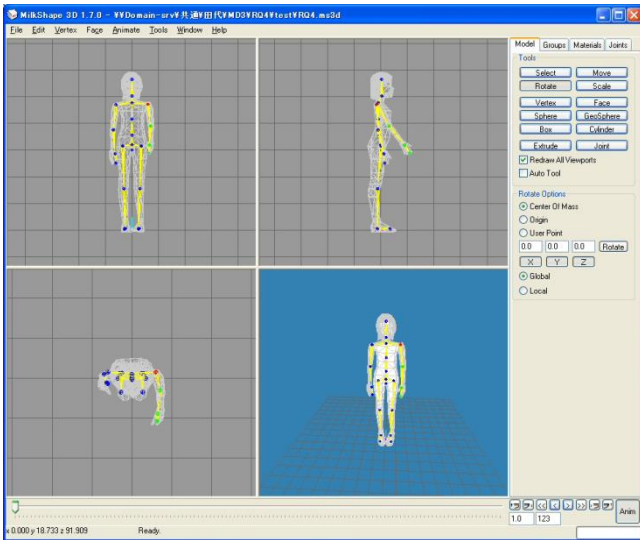 MilkShape 3D 1.7.0 - ¥¥Domain-srv¥共通¥田代¥MD3¥RQ4¥test¥RQ4.ms3d
File Edit Vertex Face Animate Tools Window Help
Model Groups Materials Joints
Tools
Select Move
Rotate Scale
Vertex Face
Sphere GeoSphere
Box Cylinder
Extrude Joint
Redraw All Viewports
Auto Tool
Rotate Options
Center Of Mass
Origin
User Point
0.0 0.0 0.0 Rotate
X Y Z
Global
Local
Anim
1.0 123
x 0.000 y 18.733 z 91.909 Ready.